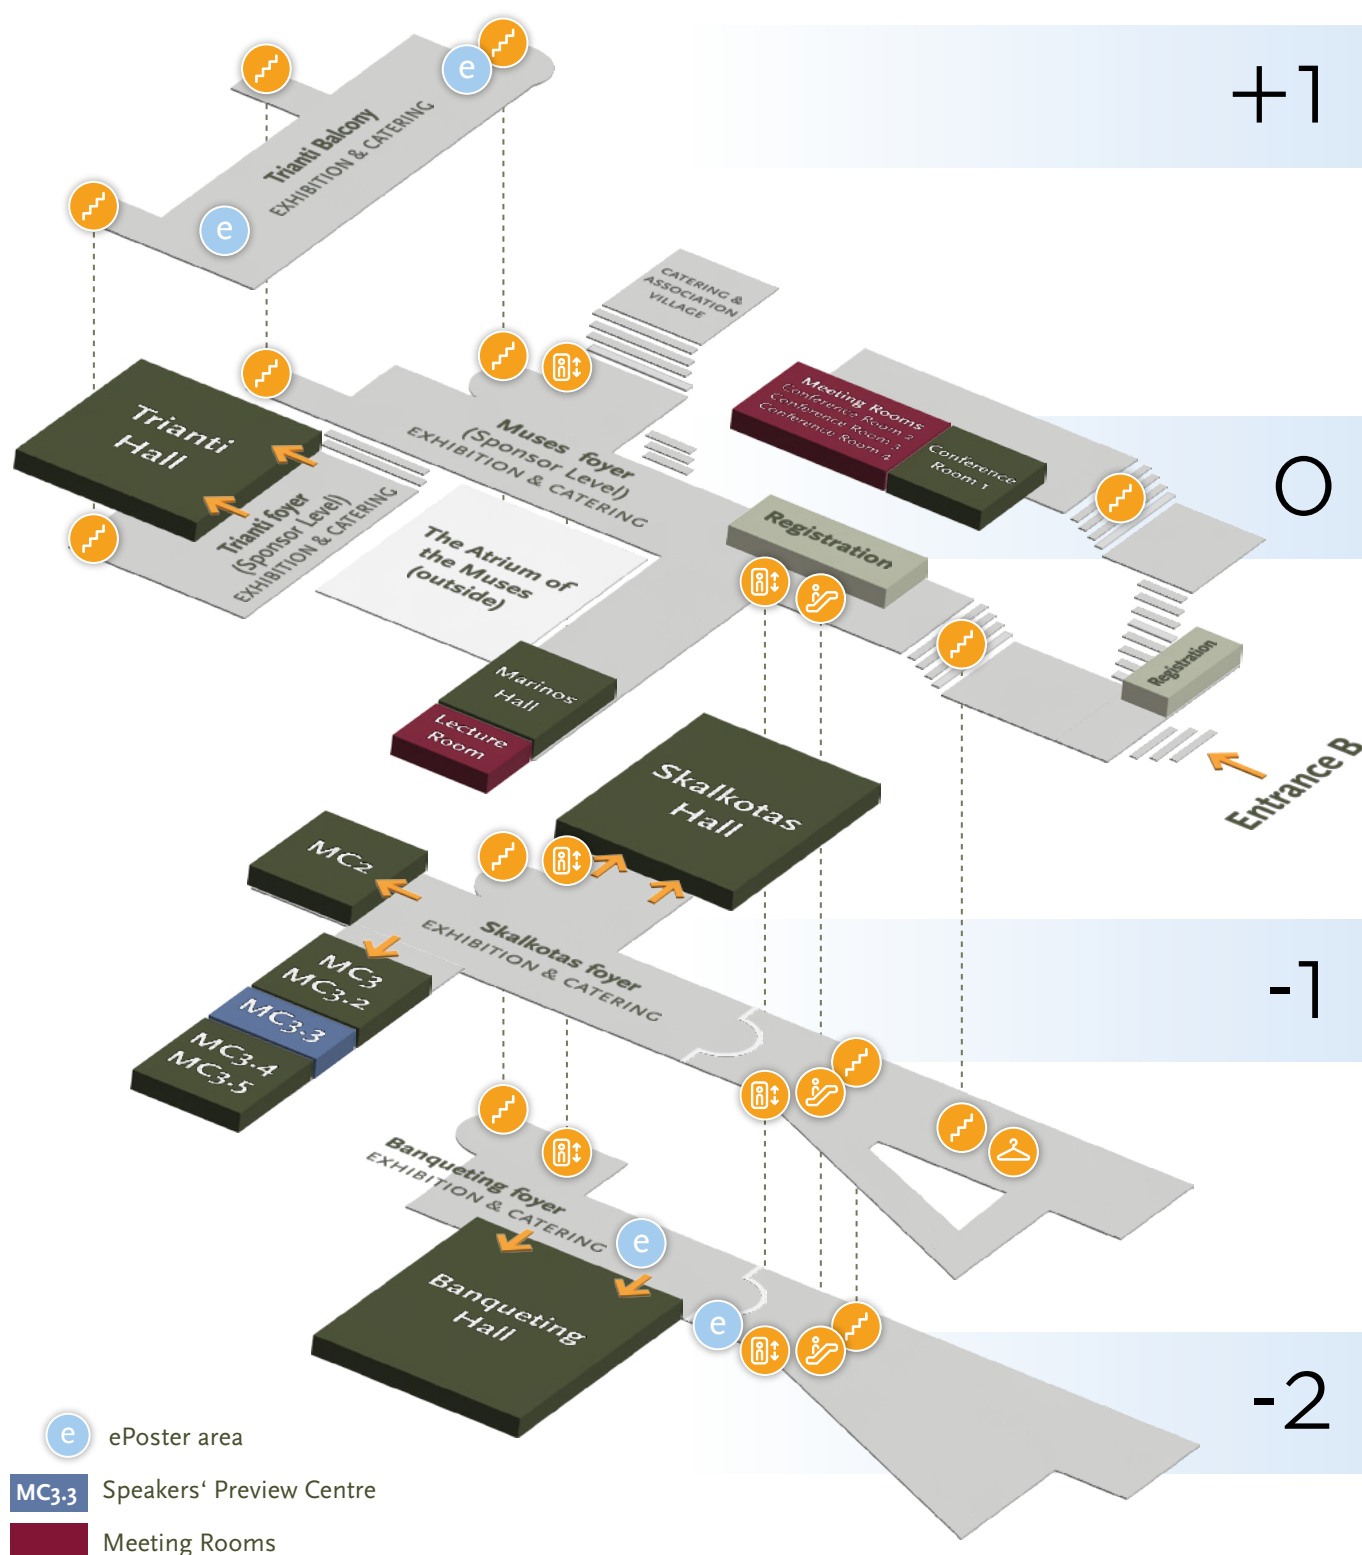 +1
e
Trianti Balcony
EXHIBITION & CATERING
e
CATERING &
ASSOCIATION
VILLAGE
Trianti
Hall
Muses foyer
(Sponsor Level)
EXHIBITION & CATERING
Meeting Rooms
Conference Room 2
Conference Room 3
Conference Room 4
Conference
Room 1
0
Trianti foyer
(Sponsor Level)
EXHIBITION & CATERING
The Atrium of
the Muses
(outside)
Registration
Registration
Marinos
Hall
Lecture
Room
Entrance B
Skalkotas
Hall
MC2
Skalkotas foyer
EXHIBITION & CATERING
MC3
MC3.2
MC3.3
MC3.4
MC3.5
-1
Banqueting foyer
EXHIBITION & CATERING
e
Banqueting
Hall
e
-2
e ePoster area
MC3.3 Speakers‘ Preview Centre
Meeting Rooms